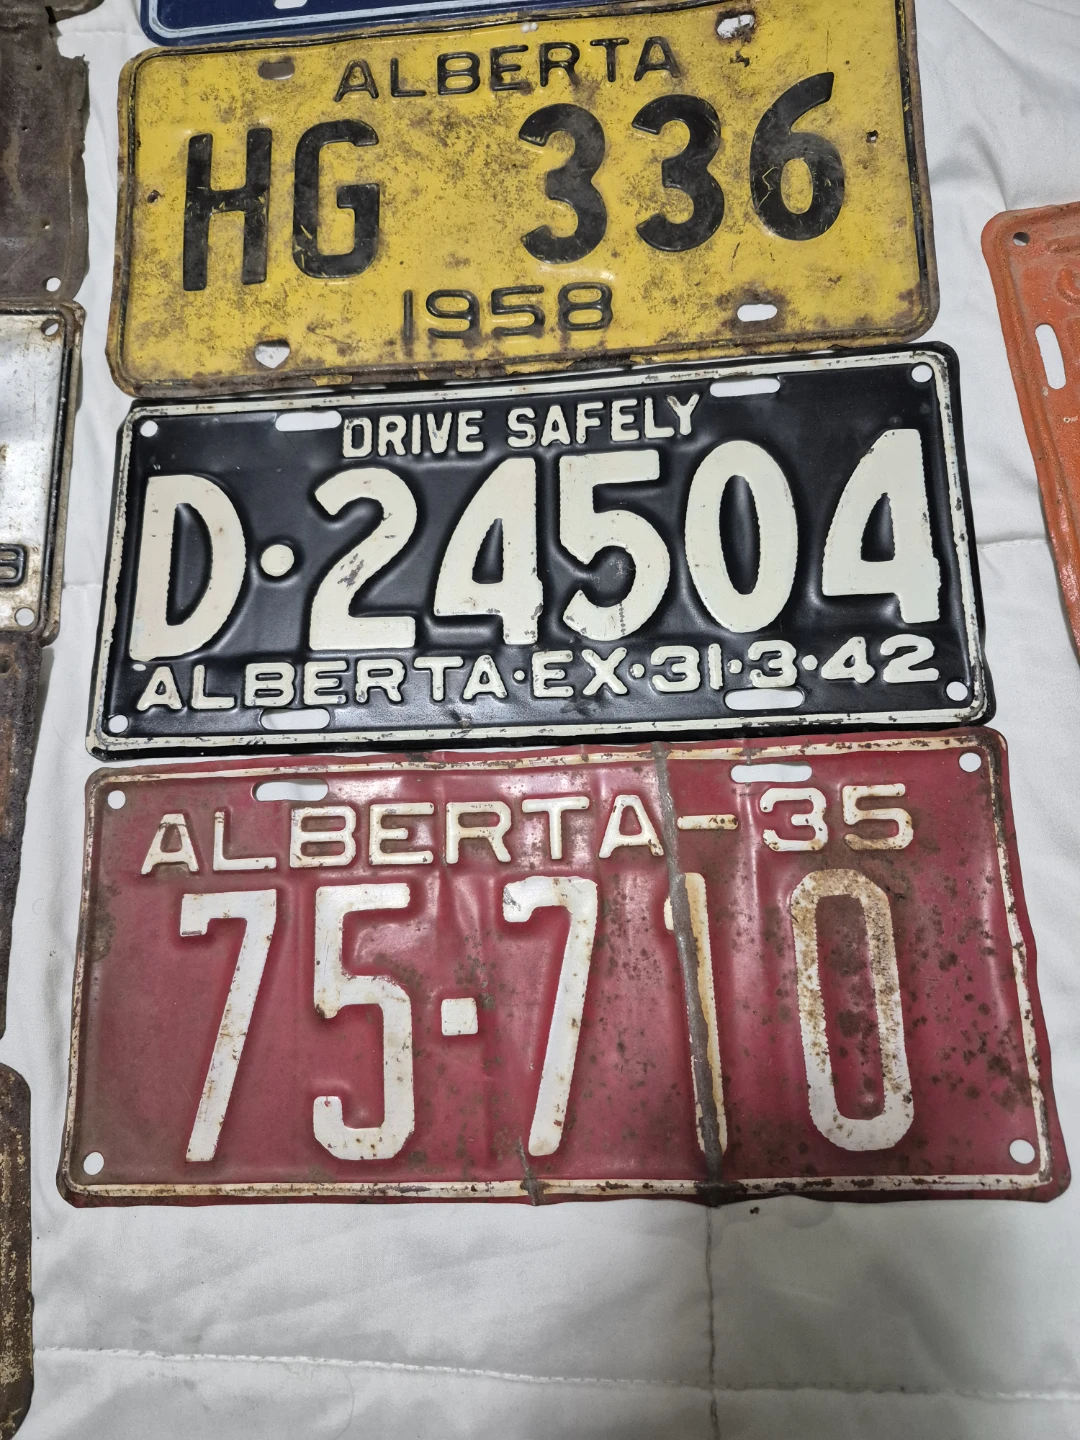 ALBERTA
HG 336
1958
DRIVE SAFELY
D·24504
ALBERTA·EX·31·3·42
ALBERTA-35
75·710